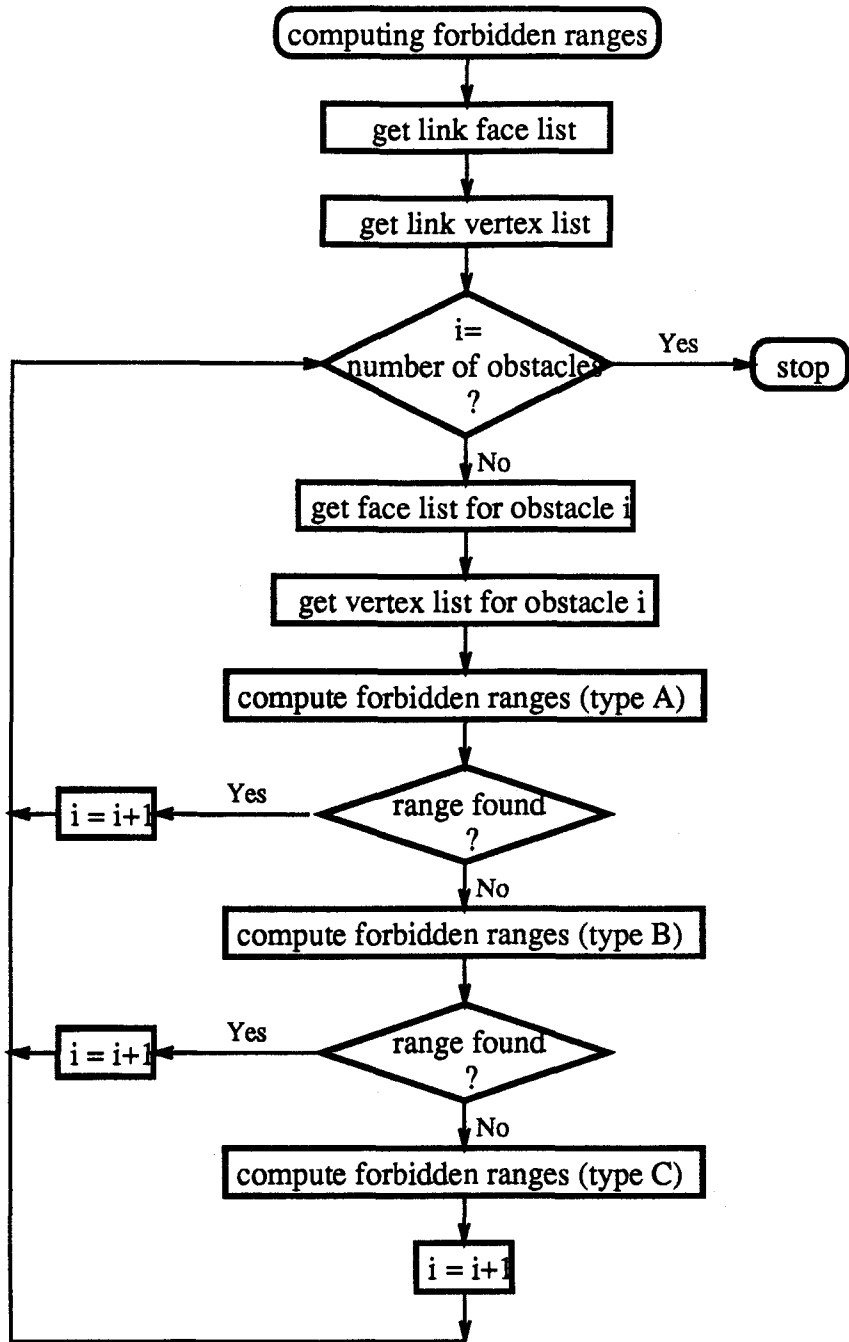 computing forbidden ranges
get link face list
get link vertex list
i=
number of obstacles
?
Yes
stop
No
get face list for obstacle i
get vertex list for obstacle i
compute forbidden ranges (type A)
range found
?
Yes
i = i+1
No
compute forbidden ranges (type B)
range found
?
Yes
i = i+1
No
compute forbidden ranges (type C)
i = i+1